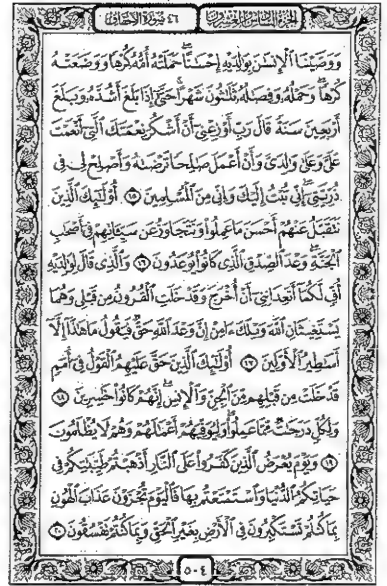 الجزء السادس والعشرون ٤٦ سورة الأحقاف
وَوَصَّيْنَا ٱلْإِنسَٰنَ بِوَٰلِدَيْهِ إِحْسَٰنًا حَمَلَتْهُ أُمُّهُۥ كُرْهًا وَوَضَعَتْهُ
كُرْهًا وَحَمْلُهُۥ وَفِصَٰلُهُۥ ثَلَٰثُونَ شَهْرًا حَتَّىٰٓ إِذَا بَلَغَ أَشُدَّهُۥ وَبَلَغَ
أَرْبَعِينَ سَنَةً قَالَ رَبِّ أَوْزِعْنِىٓ أَنْ أَشْكُرَ نِعْمَتَكَ ٱلَّتِىٓ أَنْعَمْتَ
عَلَىَّ وَعَلَىٰ وَٰلِدَىَّ وَأَنْ أَعْمَلَ صَٰلِحًا تَرْضَىٰهُ وَأَصْلِحْ لِى فِى
ذُرِّيَّتِىٓ إِنِّى تُبْتُ إِلَيْكَ وَإِنِّى مِنَ ٱلْمُسْلِمِينَ ١٥ أُو۟لَٰٓئِكَ ٱلَّذِينَ
نَتَقَبَّلُ عَنْهُمْ أَحْسَنَ مَا عَمِلُوا۟ وَنَتَجَاوَزُ عَن سَيِّـَٔاتِهِمْ فِىٓ أَصْحَٰبِ
ٱلْجَنَّةِ وَعْدَ ٱلصِّدْقِ ٱلَّذِى كَانُوا۟ يُوعَدُونَ ١٦ وَٱلَّذِى قَالَ لِوَٰلِدَيْهِ
أُفٍّ لَّكُمَآ أَتَعِدَانِنِىٓ أَنْ أُخْرَجَ وَقَدْ خَلَتِ ٱلْقُرُونُ مِن قَبْلِى وَهُمَا
يَسْتَغِيثَانِ ٱللَّهَ وَيْلَكَ ءَامِنْ إِنَّ وَعْدَ ٱللَّهِ حَقٌّ فَيَقُولُ مَا هَٰذَآ إِلَّآ
أَسَٰطِيرُ ٱلْأَوَّلِينَ ١٧ أُو۟لَٰٓئِكَ ٱلَّذِينَ حَقَّ عَلَيْهِمُ ٱلْقَوْلُ فِىٓ أُمَمٍ
قَدْ خَلَتْ مِن قَبْلِهِم مِّنَ ٱلْجِنِّ وَٱلْإِنسِ إِنَّهُمْ كَانُوا۟ خَٰسِرِينَ ١٨
وَلِكُلٍّ دَرَجَٰتٌ مِّمَّا عَمِلُوا۟ وَلِيُوَفِّيَهُمْ أَعْمَٰلَهُمْ وَهُمْ لَا يُظْلَمُونَ
١٩ وَيَوْمَ يُعْرَضُ ٱلَّذِينَ كَفَرُوا۟ عَلَى ٱلنَّارِ أَذْهَبْتُمْ طَيِّبَٰتِكُمْ فِى
حَيَاتِكُمُ ٱلدُّنْيَا وَٱسْتَمْتَعْتُم بِهَا فَٱلْيَوْمَ تُجْزَوْنَ عَذَابَ ٱلْهُونِ
بِمَا كُنتُمْ تَسْتَكْبِرُونَ فِى ٱلْأَرْضِ بِغَيْرِ ٱلْحَقِّ وَبِمَا كُنتُمْ تَفْسُقُونَ ٢٠
٥٠٤